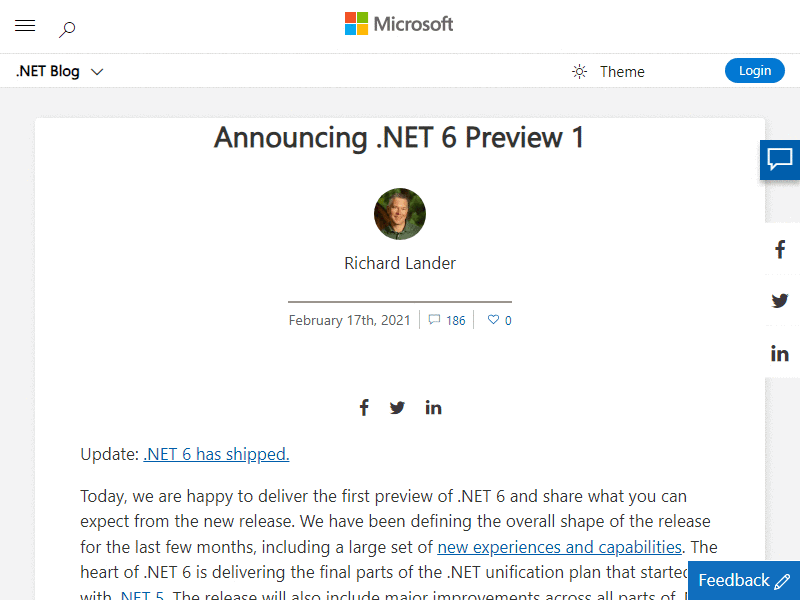 Microsoft
.NET Blog
Theme
Login
Announcing .NET 6 Preview 1
Richard Lander
February 17th, 2021
186
0
Update: .NET 6 has shipped.
Today, we are happy to deliver the first preview of .NET 6 and share what you can
expect from the new release. We have been defining the overall shape of the release
for the last few months, including a large set of new experiences and capabilities. The
heart of .NET 6 is delivering the final parts of the .NET unification plan that started
with .NET 5. The release will also include major improvements across all parts of
Feedback